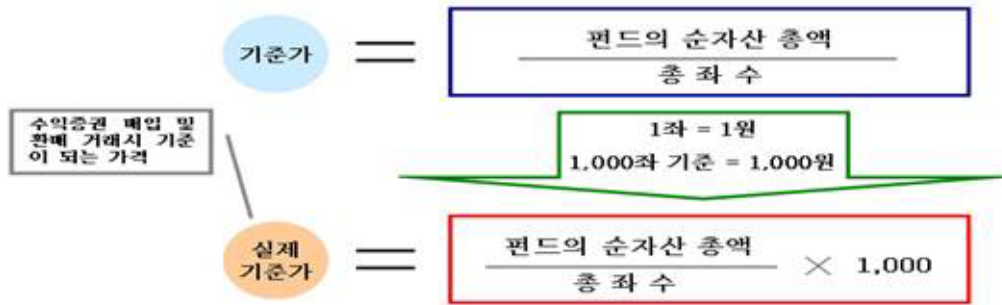 기준가 = 펀드의 순자산 총액
총 좌 수
수익증권 매입 및
환매 거래시 기준
이 되는 가격
1좌 = 1원
1,000좌 기준 = 1,000원
실제
기준가 = 펀드의 순자산 총액
총 좌 수 × 1,000